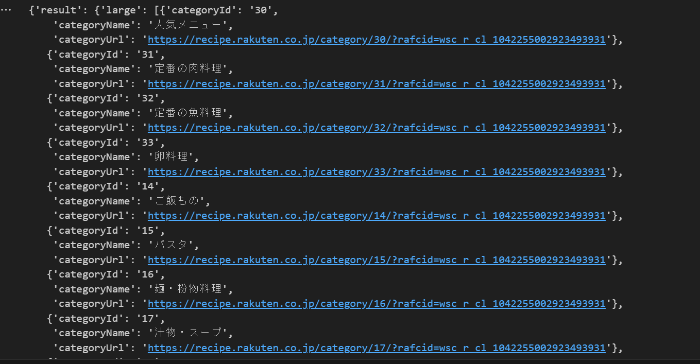 … {'result': {'large': [{'categoryId': '30',
'categoryName': '人気メニュー',
'categoryUrl': 'https://recipe.rakuten.co.jp/category/30/?rafcid=wsc_r_cl_1042255002923493931'},
{'categoryId': '31',
'categoryName': '定番の肉料理',
'categoryUrl': 'https://recipe.rakuten.co.jp/category/31/?rafcid=wsc_r_cl_1042255002923493931'},
{'categoryId': '32',
'categoryName': '定番の魚料理',
'categoryUrl': 'https://recipe.rakuten.co.jp/category/32/?rafcid=wsc_r_cl_1042255002923493931'},
{'categoryId': '33',
'categoryName': '卵料理',
'categoryUrl': 'https://recipe.rakuten.co.jp/category/33/?rafcid=wsc_r_cl_1042255002923493931'},
{'categoryId': '14',
'categoryName': 'ご飯もの',
'categoryUrl': 'https://recipe.rakuten.co.jp/category/14/?rafcid=wsc_r_cl_1042255002923493931'},
{'categoryId': '15',
'categoryName': 'パスタ',
'categoryUrl': 'https://recipe.rakuten.co.jp/category/15/?rafcid=wsc_r_cl_1042255002923493931'},
{'categoryId': '16',
'categoryName': '麺・粉物料理',
'categoryUrl': 'https://recipe.rakuten.co.jp/category/16/?rafcid=wsc_r_cl_1042255002923493931'},
{'categoryId': '17',
'categoryName': '汁物・スープ',
'categoryUrl': 'https://recipe.rakuten.co.jp/category/17/?rafcid=wsc_r_cl_1042255002923493931'},